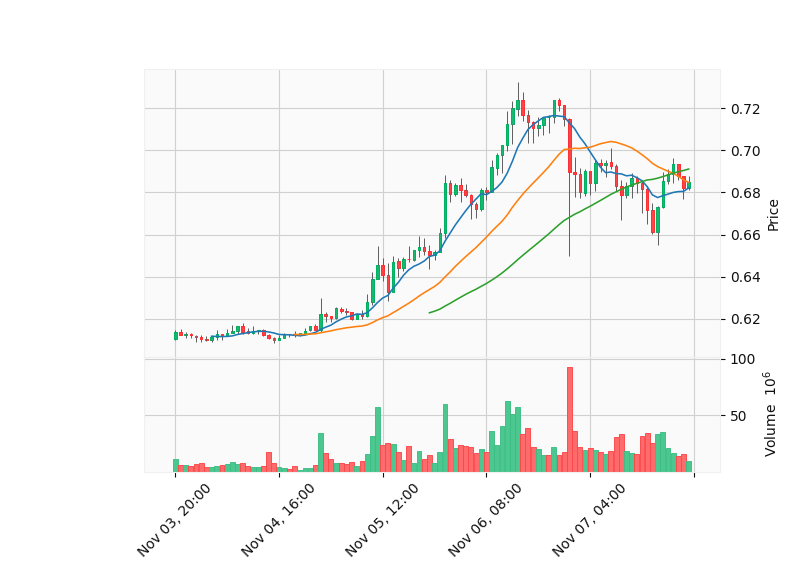 0.72
0.70
0.68
0.66
0.64
0.62
Price
100
50
Volume 10^6
Nov 03, 20:00
Nov 04, 16:00
Nov 05, 12:00
Nov 06, 08:00
Nov 07, 04:00